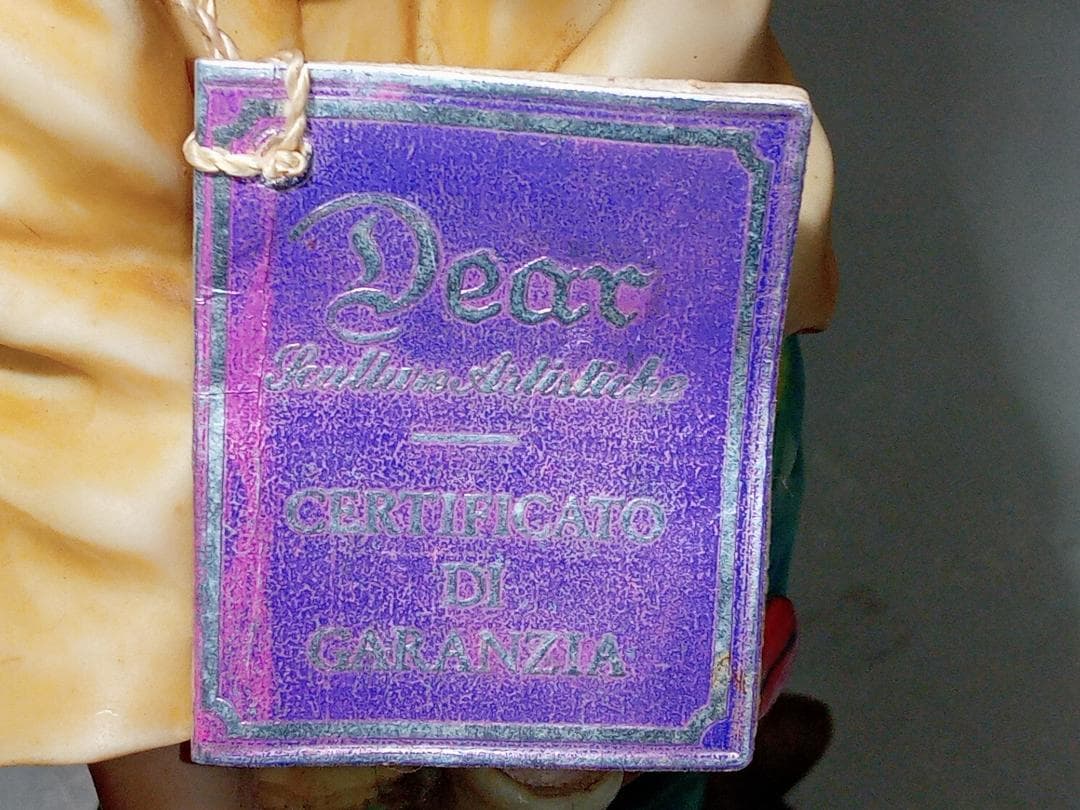 Dear
Sculture Artistiche
CERTIFICATO
DI
GARANZIA